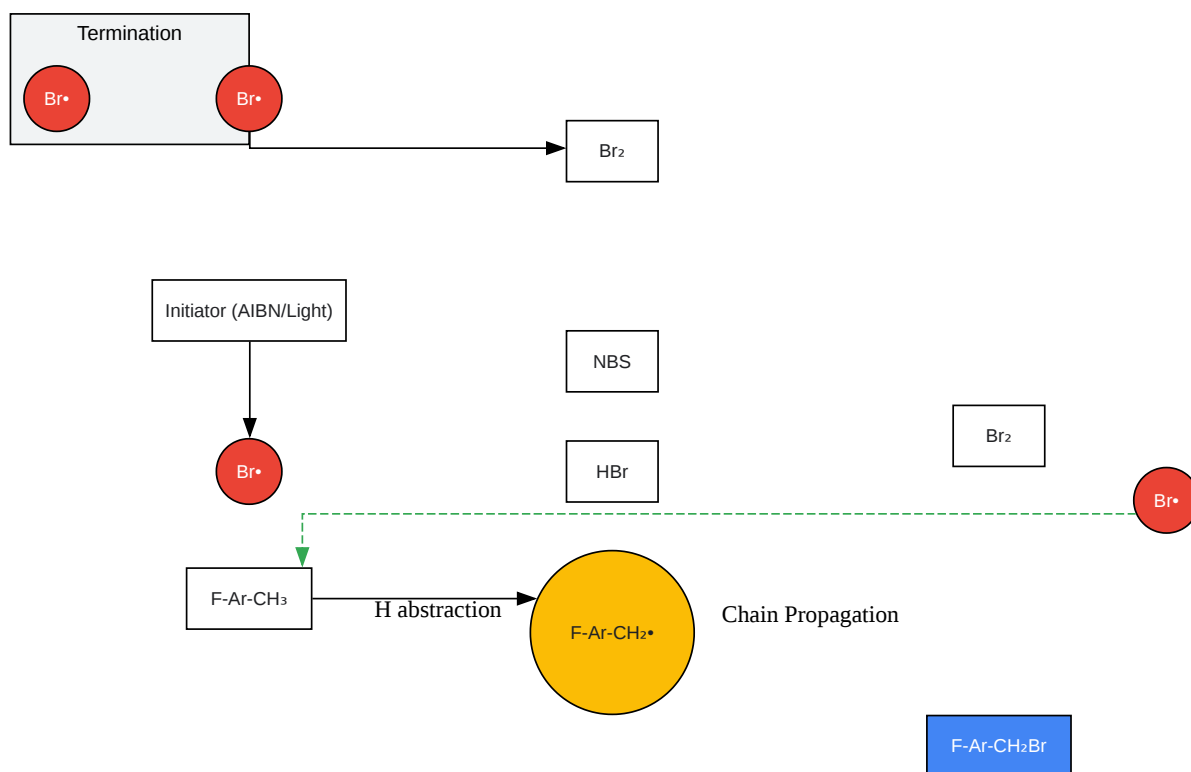 Termination
Br•
Br•
Br₂
Initiator (AIBN/Light)
NBS
Br₂
Br•
HBr
Br•
F-Ar-CH₃
H abstraction
F-Ar-CH₂•
Chain Propagation
F-Ar-CH₂Br